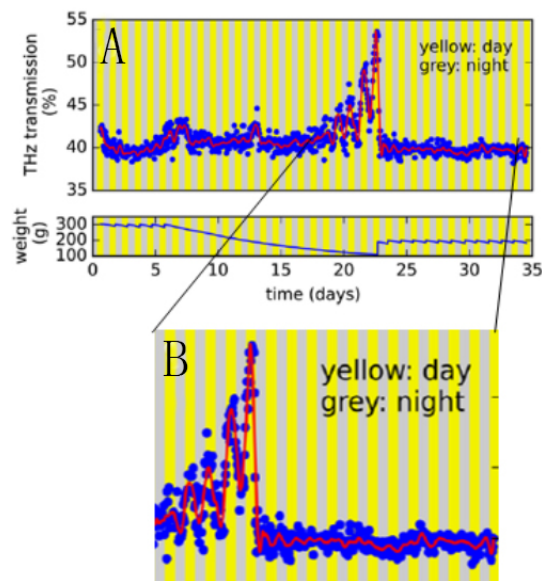 A
yellow: day
grey: night
THz transmission
(%)
55
50
45
40
35
weight
(g)
300
200
100
0 5 10 15 20 25 30 35
time (days)
B
yellow: day
grey: night